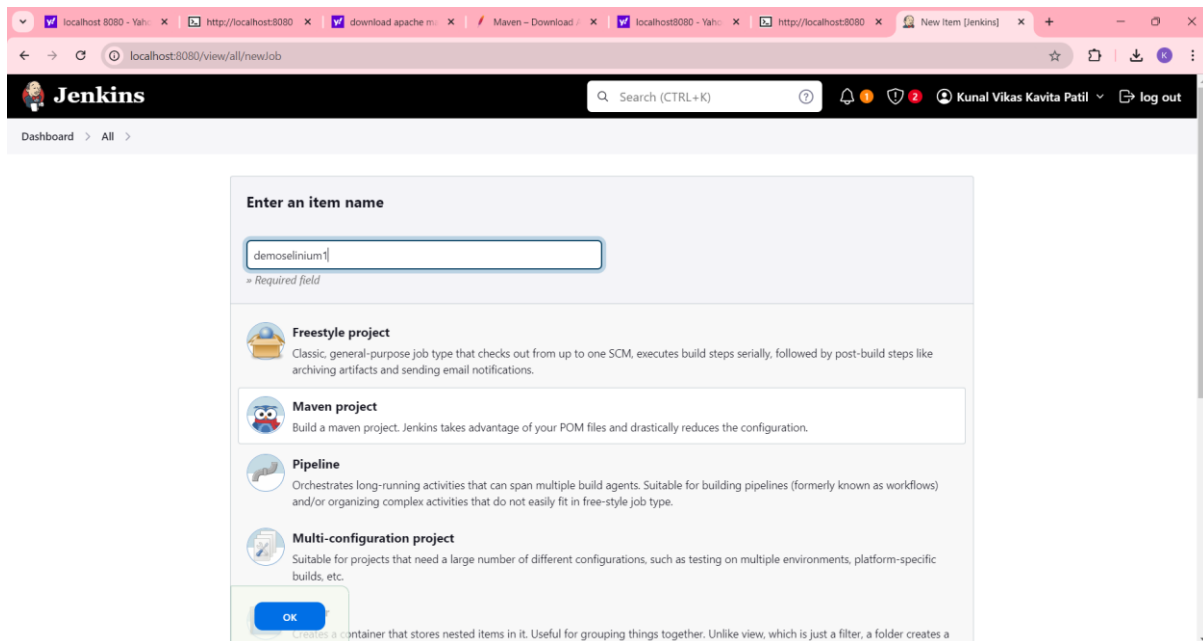 localhost 8080 - Yaho
http://localhost:8080
download apache ma
Maven – Download
localhost8080 - Yaho
http://localhost:8080
New Item [Jenkins]
localhost:8080/view/all/newJob
K
Jenkins
Search (CTRL+K)
1
2
Kunal Vikas Kavita Patil
log out
Dashboard > All >
Enter an item name
demoselinium1
» Required field
Freestyle project
Classic, general-purpose job type that checks out from up to one SCM, executes build steps serially, followed by post-build steps like
archiving artifacts and sending email notifications.
Maven project
Build a maven project. Jenkins takes advantage of your POM files and drastically reduces the configuration.
Pipeline
Orchestrates long-running activities that can span multiple build agents. Suitable for building pipelines (formerly known as workflows)
and/or organizing complex activities that do not easily fit in free-style job type.
Multi-configuration project
Suitable for projects that need a large number of different configurations, such as testing on multiple environments, platform-specific
builds, etc.
OK
Creates a container that stores nested items in it. Useful for grouping things together. Unlike view, which is just a filter, a folder creates a